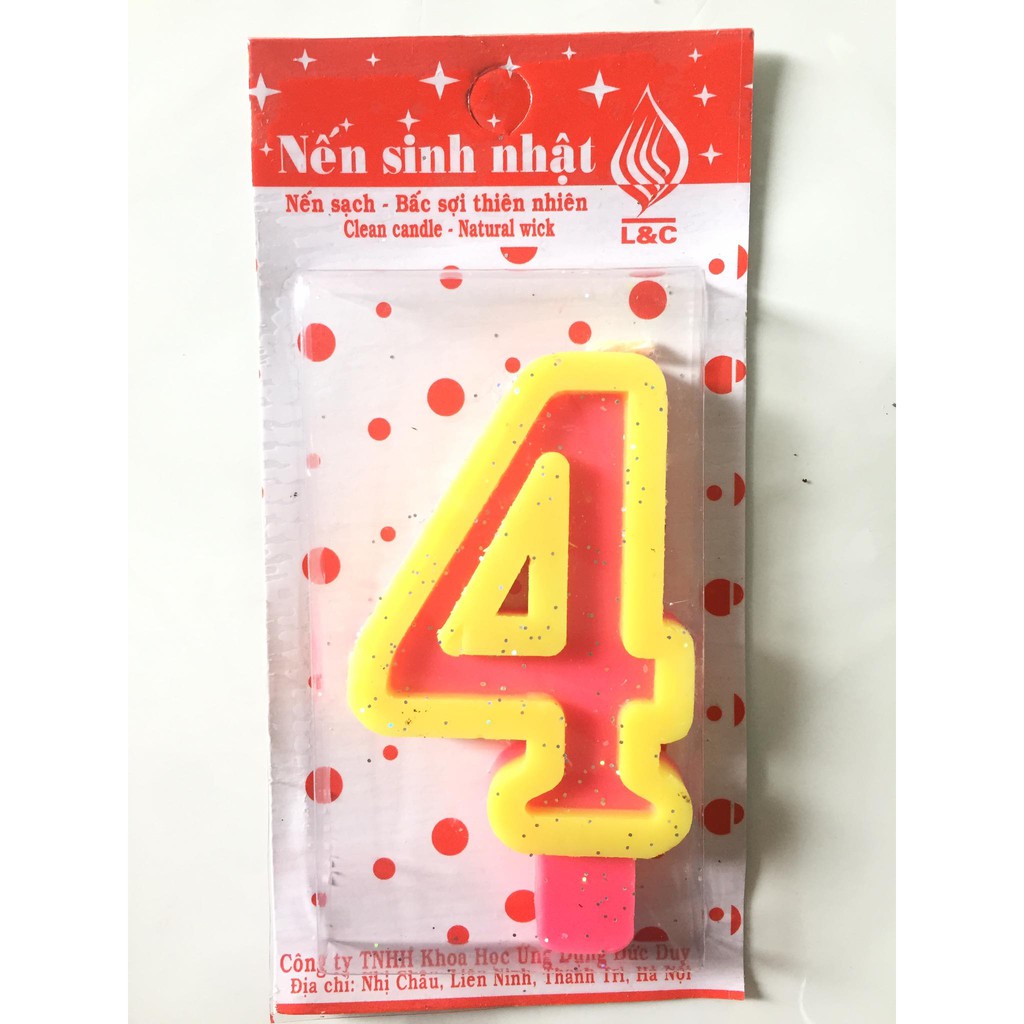 Nến sinh nhật
Nến sạch - Bấc sợi thiên nhiên
Clean candle - Natural wick
L&C
4
Công ty TNHH Khoa Học Ứng Dụng Đức Duy
Địa chỉ: Nhị Châu, Liên Ninh, Thanh Trì, Hà Nội